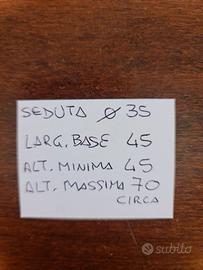 SEDUTA ⌀ 35
LARG. BASE 45
ALT. MINIMA 45
ALT. MASSIMA 70
CIRCA
subito